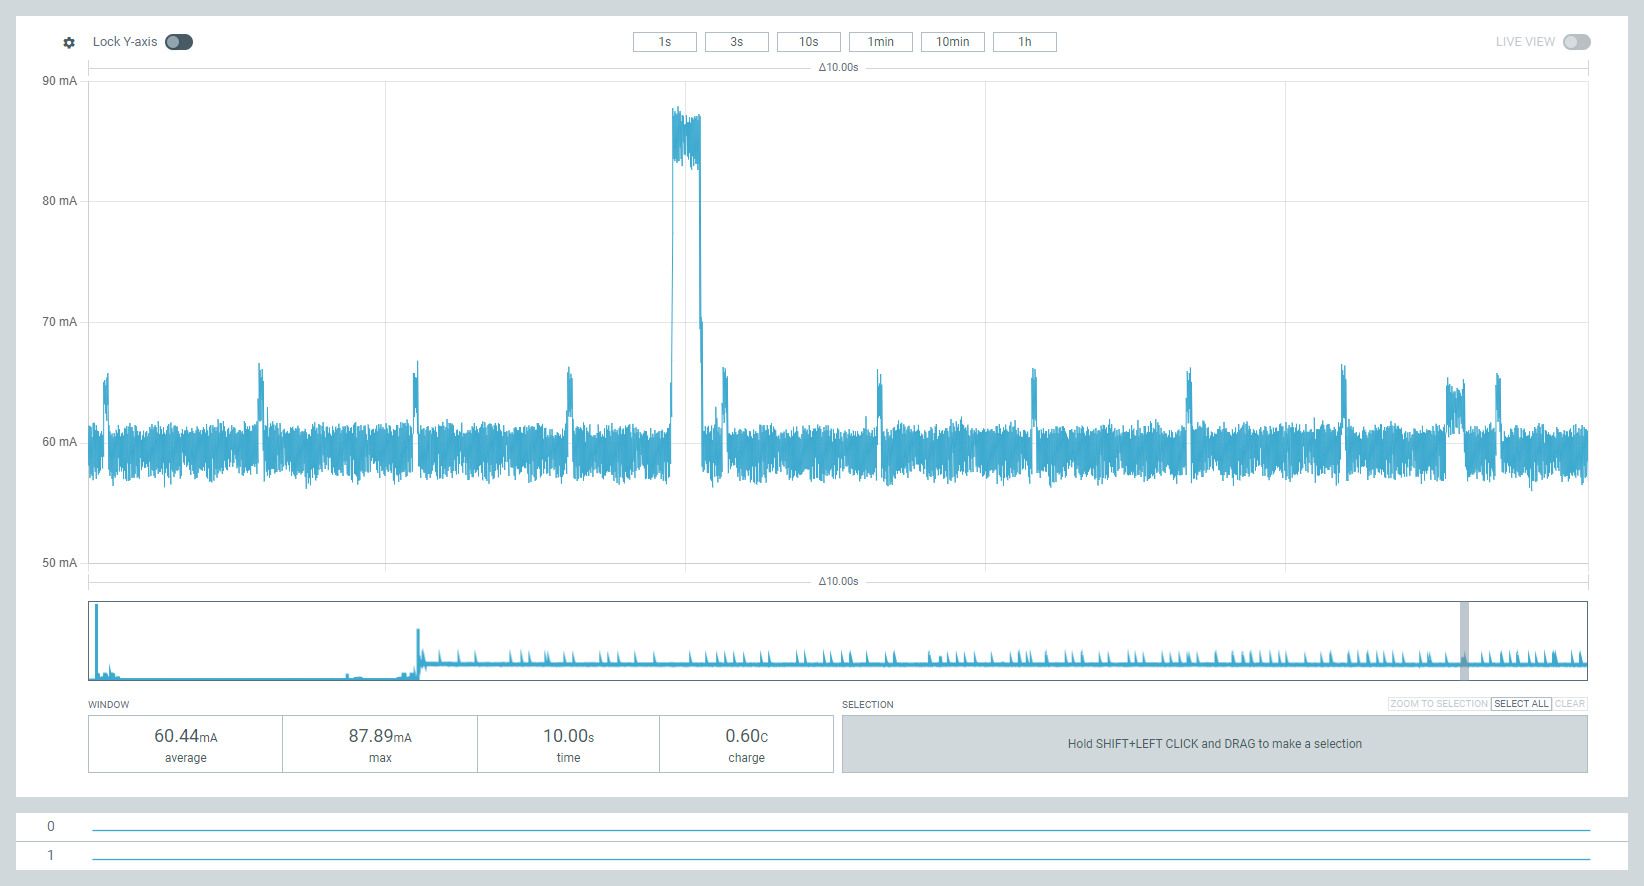 Lock Y-axis 1s 3s 10s 1min 10min 1h LIVE VIEW
Δ10.00s
90 mA
80 mA
70 mA
60 mA
50 mA
Δ10.00s
WINDOW
60.44mA 87.89mA 10.00s 0.60C
average max time charge
SELECTION ZOOM TO SELECTION SELECT ALL CLEAR
Hold SHIFT+LEFT CLICK and DRAG to make a selection
0
1